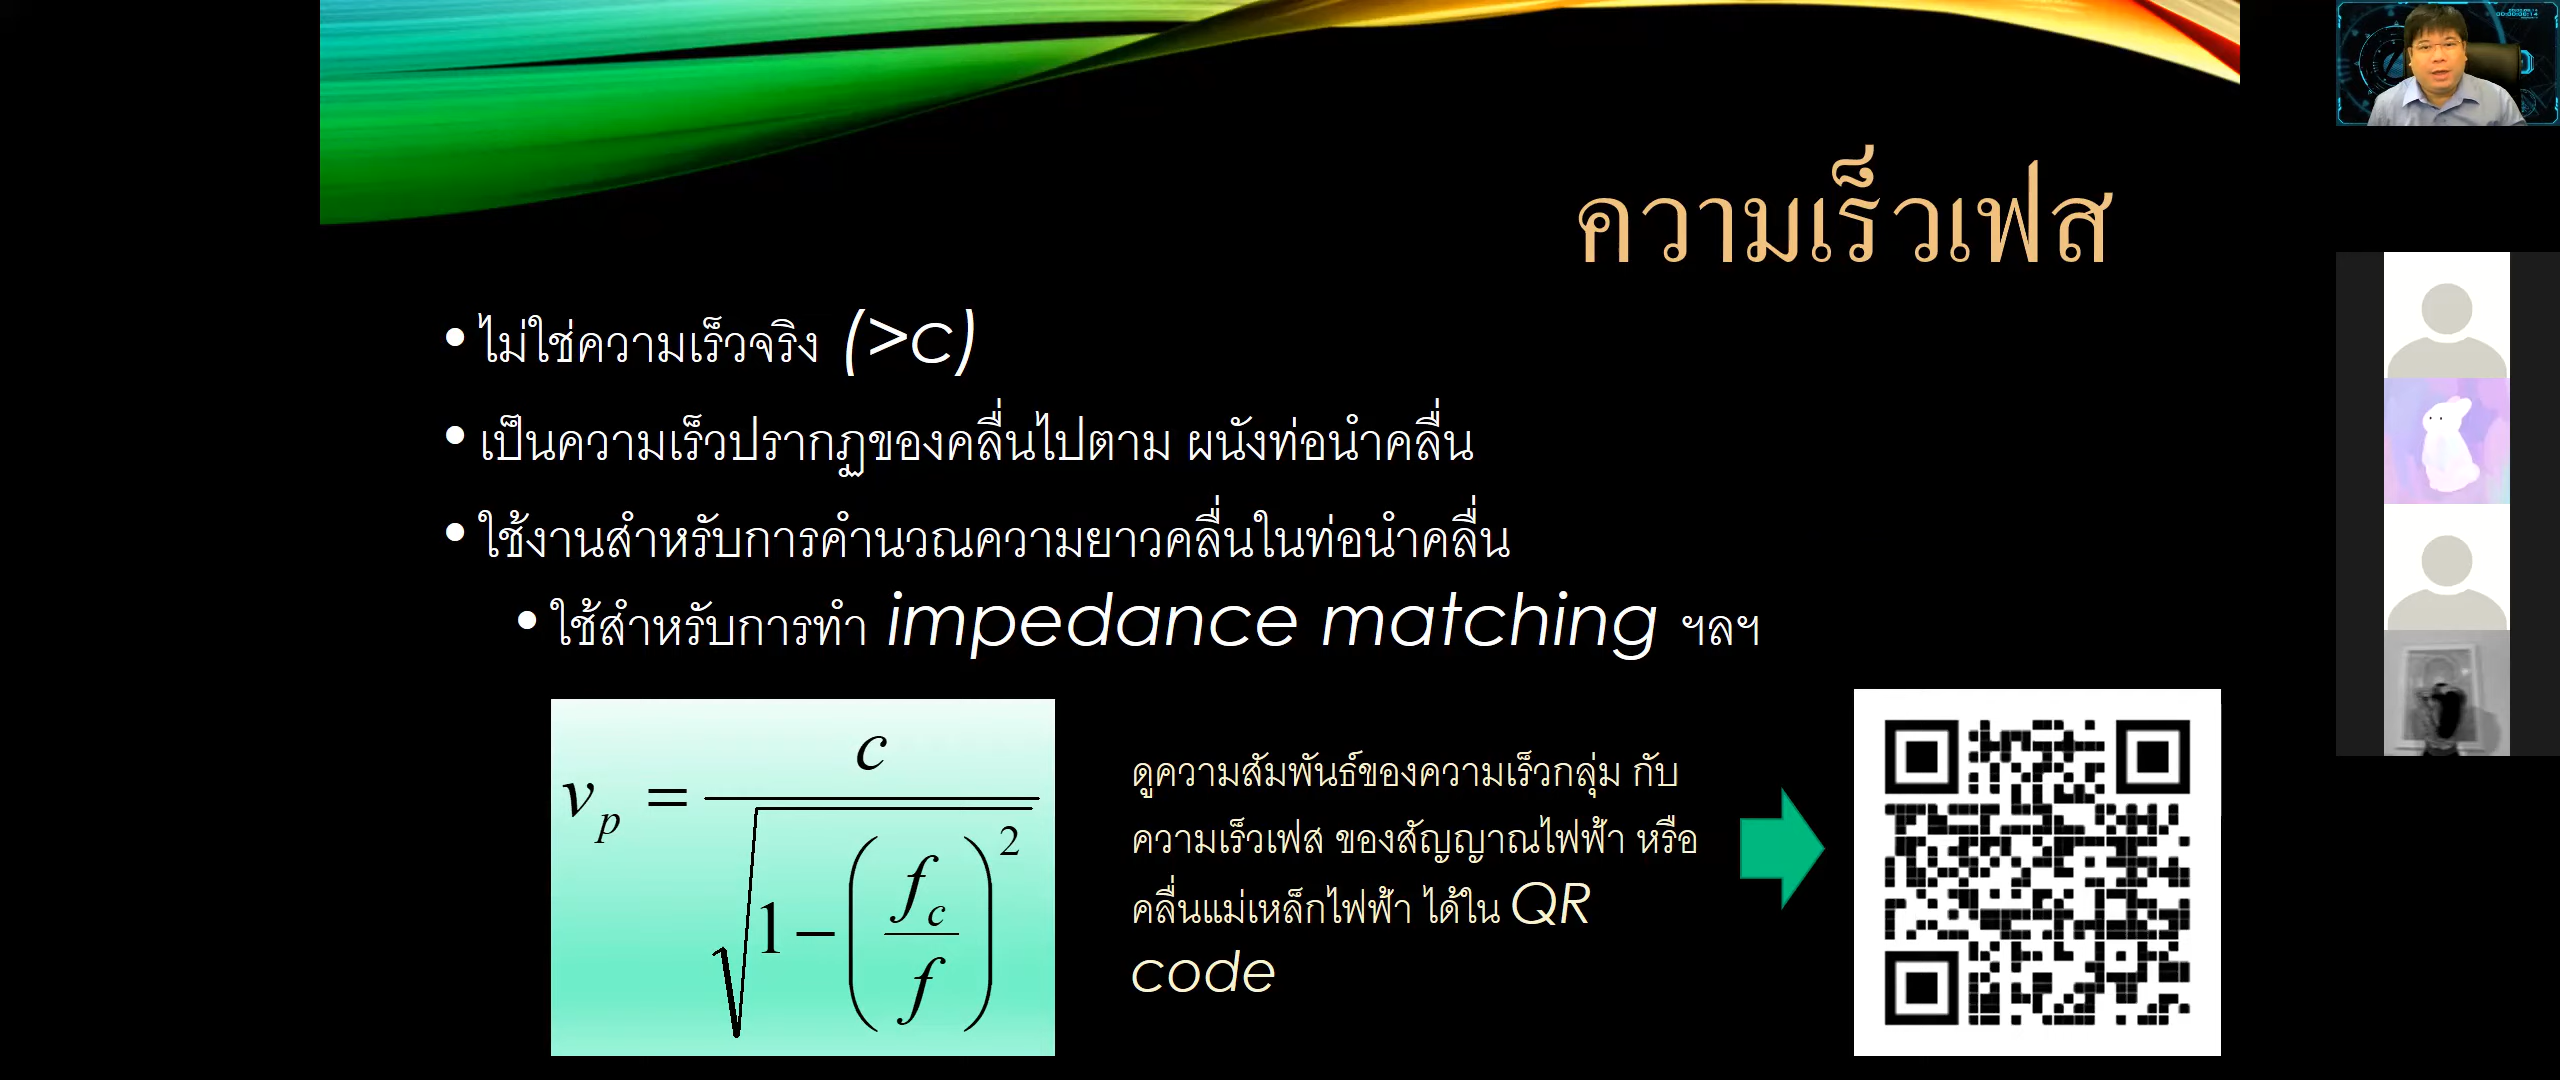 ความเร็วเฟส
• ไม่ใช่ความเร็วจริง (>c)
• เป็นความเร็วปรากฏของคลื่นไปตาม ผนังท่อนำคลื่น
• ใช้งานสำหรับการคำนวณความยาวคลื่นในท่อนำคลื่น
• ใช้สำหรับการทำ impedance matching ฯลฯ
v_p = c / √(1 − (f_c / f)²)
ดูความสัมพันธ์ของความเร็วกลุ่ม กับ
ความเร็วเฟส ของสัญญาณไฟฟ้า หรือ
คลื่นแม่เหล็กไฟฟ้า ได้ใน QR
code